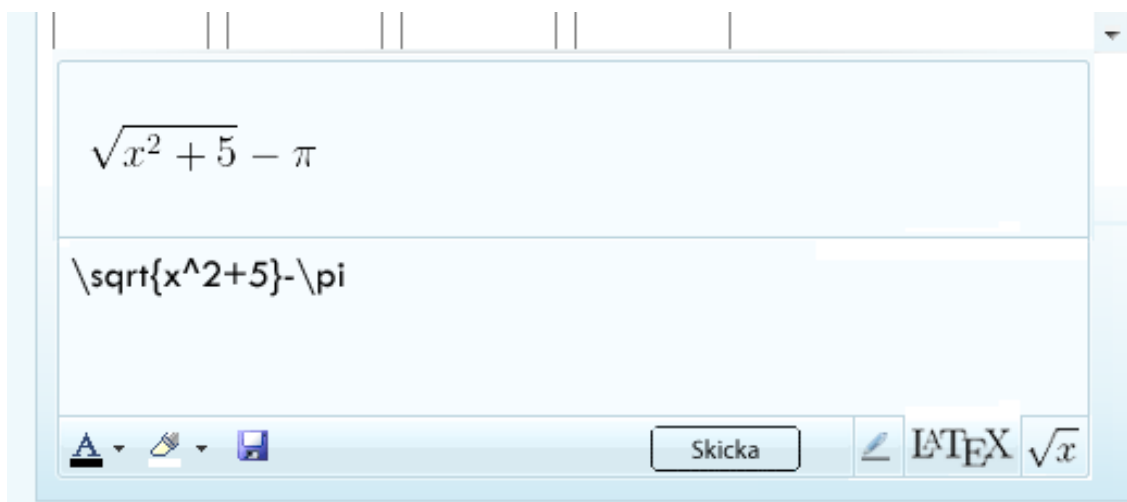 √(x² + 5) − π
\sqrt{x^2+5}-\pi
A Skicka LATEX √x